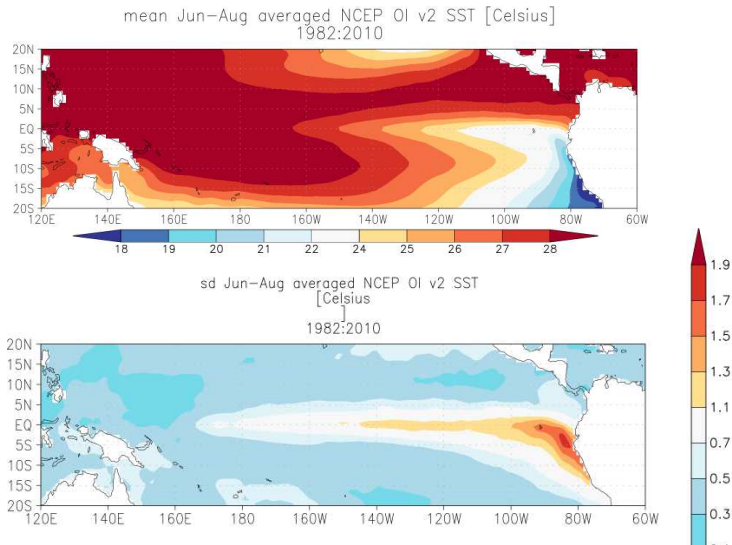 mean Jun-Aug averaged NCEP OI v2 SST [Celsius]
1982:2010
20N
15N
10N
5N
EQ
5S
10S
15S
20S
120E 140E 160E 180 160W 140W 120W 100W 80W 60W
18 19 20 21 22 24 25 26 27 28
sd Jun-Aug averaged NCEP OI v2 SST
[Celsius
]
1982:2010
20N
15N
10N
5N
EQ
5S
10S
15S
20S
120E 140E 160E 180 160W 140W 120W 100W 80W 60W
1.9
1.7
1.5
1.3
1.1
0.7
0.5
0.3